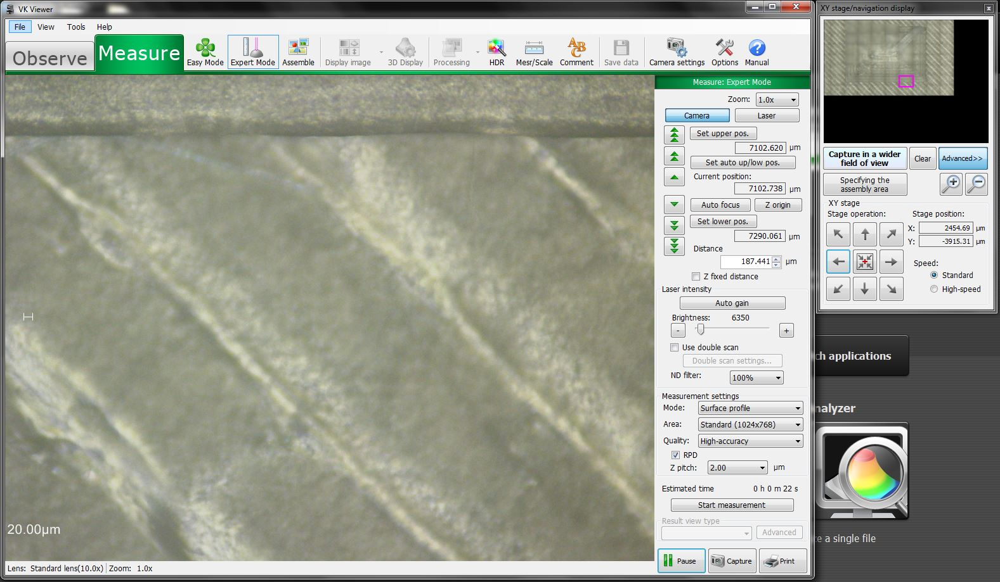 VK Viewer
File View Tools Help
Observe
Measure
Easy Mode
Expert Mode
Assemble
Display image
3D Display
Processing
HDR
Mesr/Scale
Comment
Save data
Camera settings
Options
Manual
20.00µm
Lens: Standard lens(10.0x) Zoom: 1.0x
Measure: Expert Mode
Zoom: 1.0x
Camera Laser
Set upper pos.
7102.620 µm
Set auto up/low pos.
Current position:
7102.738 µm
Auto focus Z origin
Set lower pos.
7290.061 µm
Distance
187.441 µm
Z fixed distance
Laser intensity
Auto gain
Brightness: 6350
- +
Use double scan
Double scan settings...
ND filter: 100%
Measurement settings
Mode: Surface profile
Area: Standard (1024x768)
Quality: High-accuracy
RPD
Z pitch: 2.00 µm
Estimated time 0 h 0 m 22 s
Start measurement
Result view type
Advanced
Pause Capture Print
XY stage/navigation display
Capture in a wider
field of view
Clear
Advanced>>
Specifying the
assembly area
XY stage
Stage operation: Stage position:
X: 2454.69 µm
Y: -3915.31 µm
Speed:
Standard
High-speed
ch applications
nalyzer
ze a single file